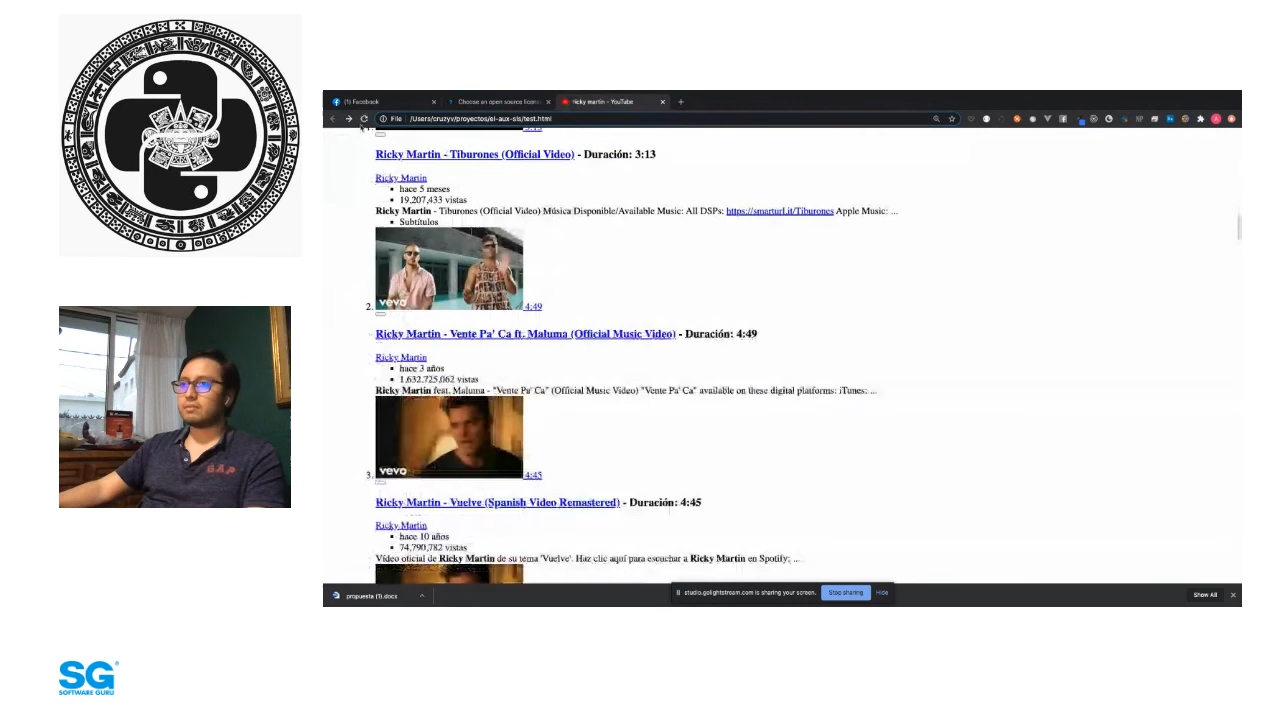 (1) Facebook
Choose an open source licens
ricky martin - YouTube
File | /Users/cruzyv/proyectos/el-aux-sls/test.html
Ricky Martin - Tiburones (Official Video) - Duración: 3:13
Ricky Martin
hace 5 meses
19,207,433 vistas
Ricky Martin - Tiburones (Official Video) Música Disponible/Available Music: All DSPs: https://smarturl.it/Tiburones Apple Music: ...
Subtítulos
vevo
2. 4:49
Ricky Martin - Vente Pa' Ca ft. Maluma (Official Music Video) - Duración: 4:49
Ricky Martin
hace 3 años
1,632,725,062 vistas
Ricky Martin feat. Maluma - "Vente Pa' Ca" (Official Music Video) "Vente Pa' Ca" available on these digital platforms: iTunes: ...
vevo
3. 4:45
Ricky Martin - Vuelve (Spanish Video Remastered) - Duración: 4:45
Ricky Martin
hace 10 años
74,790,782 vistas
Vídeo oficial de Ricky Martin de su tema 'Vuelve'. Haz clic aquí para escuchar a Ricky Martin en Spotify: ...
GAP
propuesta (1).docx
studio.golightstream.com is sharing your screen.
Stop sharing
Hide
Show All
SG
SOFTWARE GURU